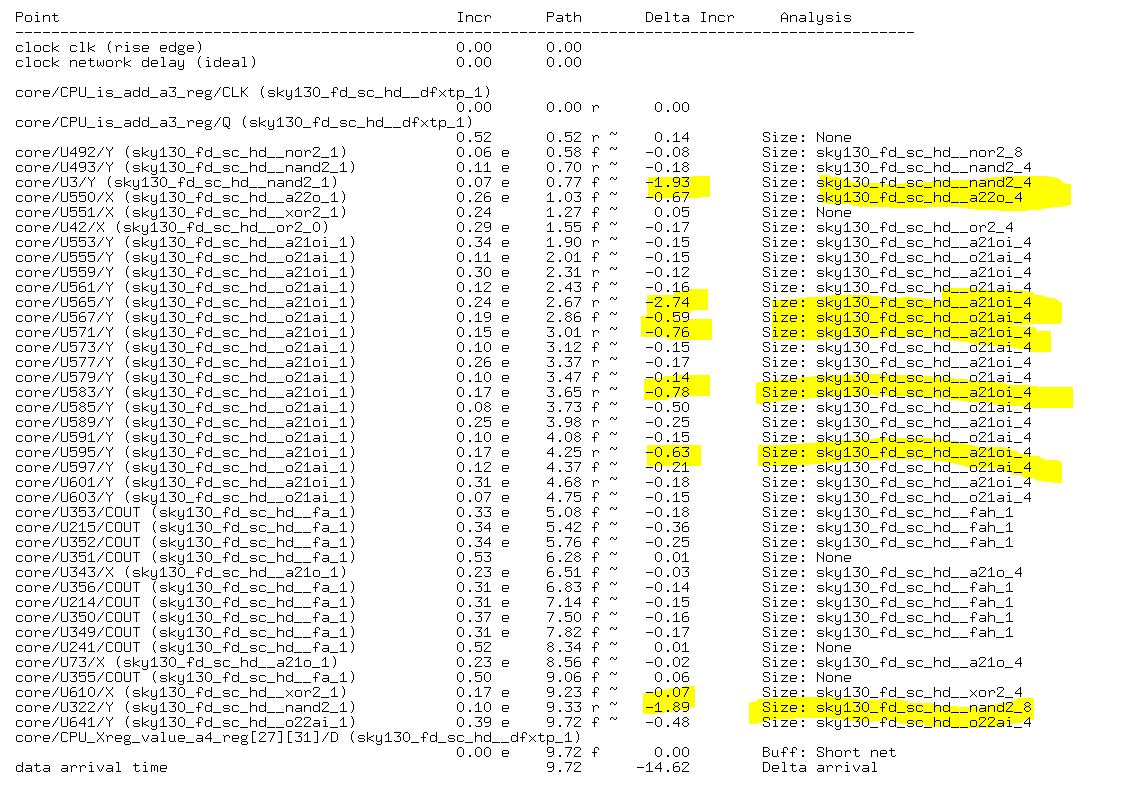 Point Incr Path Delta Incr Analysis
--------------------------------------------------------------------------------
clock clk (rise edge) 0.00 0.00
clock network delay (ideal) 0.00 0.00
core/CPU_is_add_a3_reg/CLK (sky130_fd_sc_hd__dfxtp_1)
0.00 0.00 r 0.00
core/CPU_is_add_a3_reg/Q (sky130_fd_sc_hd__dfxtp_1)
0.52 0.52 r ~ 0.14 Size: None
core/U492/Y (sky130_fd_sc_hd__nor2_1) 0.06 e 0.58 f ~ -0.08 Size: sky130_fd_sc_hd__nor2_8
core/U493/Y (sky130_fd_sc_hd__nand2_1) 0.11 e 0.70 r ~ -0.18 Size: sky130_fd_sc_hd__nand2_4
core/U3/Y (sky130_fd_sc_hd__nand2_1) 0.07 e 0.77 f ~ -1.93 Size: sky130_fd_sc_hd__nand2_4
core/U550/X (sky130_fd_sc_hd__a22o_1) 0.26 e 1.03 f ~ -0.67 Size: sky130_fd_sc_hd__a22o_4
core/U551/X (sky130_fd_sc_hd__xor2_1) 0.24 1.27 f ~ 0.05 Size: None
core/U42/X (sky130_fd_sc_hd__or2_0) 0.29 e 1.55 f ~ -0.17 Size: sky130_fd_sc_hd__or2_4
core/U553/Y (sky130_fd_sc_hd__a21oi_1) 0.34 e 1.90 r ~ -0.15 Size: sky130_fd_sc_hd__a21oi_4
core/U555/Y (sky130_fd_sc_hd__o21ai_1) 0.11 e 2.01 f ~ -0.15 Size: sky130_fd_sc_hd__o21ai_4
core/U559/Y (sky130_fd_sc_hd__a21oi_1) 0.30 e 2.31 r ~ -0.12 Size: sky130_fd_sc_hd__a21oi_4
core/U561/Y (sky130_fd_sc_hd__o21ai_1) 0.12 e 2.43 f ~ -0.16 Size: sky130_fd_sc_hd__o21ai_4
core/U565/Y (sky130_fd_sc_hd__a21oi_1) 0.24 e 2.67 r ~ -2.74 Size: sky130_fd_sc_hd__a21oi_4
core/U567/Y (sky130_fd_sc_hd__o21ai_1) 0.19 e 2.86 f ~ -0.59 Size: sky130_fd_sc_hd__o21ai_4
core/U571/Y (sky130_fd_sc_hd__a21oi_1) 0.15 e 3.01 r ~ -0.76 Size: sky130_fd_sc_hd__a21oi_4
core/U573/Y (sky130_fd_sc_hd__o21ai_1) 0.10 e 3.12 f ~ -0.15 Size: sky130_fd_sc_hd__o21ai_4
core/U577/Y (sky130_fd_sc_hd__a21oi_1) 0.26 e 3.37 r ~ -0.17 Size: sky130_fd_sc_hd__a21oi_4
core/U579/Y (sky130_fd_sc_hd__o21ai_1) 0.10 e 3.47 f ~ -0.14 Size: sky130_fd_sc_hd__o21ai_4
core/U583/Y (sky130_fd_sc_hd__a21oi_1) 0.17 e 3.65 r ~ -0.78 Size: sky130_fd_sc_hd__a21oi_4
core/U585/Y (sky130_fd_sc_hd__o21ai_1) 0.08 e 3.73 f ~ -0.50 Size: sky130_fd_sc_hd__o21ai_4
core/U589/Y (sky130_fd_sc_hd__a21oi_1) 0.25 e 3.98 r ~ -0.25 Size: sky130_fd_sc_hd__a21oi_4
core/U591/Y (sky130_fd_sc_hd__o21ai_1) 0.10 e 4.08 f ~ -0.15 Size: sky130_fd_sc_hd__o21ai_4
core/U595/Y (sky130_fd_sc_hd__a21oi_1) 0.17 e 4.25 r ~ -0.63 Size: sky130_fd_sc_hd__a21oi_4
core/U597/Y (sky130_fd_sc_hd__o21ai_1) 0.12 e 4.37 f ~ -0.21 Size: sky130_fd_sc_hd__o21ai_4
core/U601/Y (sky130_fd_sc_hd__a21oi_1) 0.31 e 4.68 r ~ -0.18 Size: sky130_fd_sc_hd__a21oi_4
core/U603/Y (sky130_fd_sc_hd__o21ai_1) 0.07 e 4.75 f ~ -0.15 Size: sky130_fd_sc_hd__o21ai_4
core/U353/COUT (sky130_fd_sc_hd__fa_1) 0.33 e 5.08 f ~ -0.18 Size: sky130_fd_sc_hd__fah_1
core/U215/COUT (sky130_fd_sc_hd__fa_1) 0.34 e 5.42 f ~ -0.36 Size: sky130_fd_sc_hd__fah_1
core/U352/COUT (sky130_fd_sc_hd__fa_1) 0.34 e 5.76 f ~ -0.25 Size: sky130_fd_sc_hd__fah_1
core/U351/COUT (sky130_fd_sc_hd__fa_1) 0.53 6.28 f ~ 0.01 Size: None
core/U343/X (sky130_fd_sc_hd__a21o_1) 0.23 e 6.51 f ~ -0.03 Size: sky130_fd_sc_hd__a21o_4
core/U356/COUT (sky130_fd_sc_hd__fa_1) 0.31 e 6.83 f ~ -0.14 Size: sky130_fd_sc_hd__fah_1
core/U214/COUT (sky130_fd_sc_hd__fa_1) 0.31 e 7.14 f ~ -0.15 Size: sky130_fd_sc_hd__fah_1
core/U350/COUT (sky130_fd_sc_hd__fa_1) 0.37 e 7.50 f ~ -0.16 Size: sky130_fd_sc_hd__fah_1
core/U349/COUT (sky130_fd_sc_hd__fa_1) 0.31 e 7.82 f ~ -0.17 Size: sky130_fd_sc_hd__fah_1
core/U241/COUT (sky130_fd_sc_hd__fa_1) 0.52 8.34 f ~ 0.01 Size: None
core/U73/X (sky130_fd_sc_hd__a21o_1) 0.23 e 8.56 f ~ -0.02 Size: sky130_fd_sc_hd__a21o_4
core/U355/COUT (sky130_fd_sc_hd__fa_1) 0.50 9.06 f ~ 0.06 Size: None
core/U610/X (sky130_fd_sc_hd__xor2_1) 0.17 e 9.23 f ~ -0.07 Size: sky130_fd_sc_hd__xor2_4
core/U322/Y (sky130_fd_sc_hd__nand2_1) 0.10 e 9.33 r ~ -1.89 Size: sky130_fd_sc_hd__nand2_8
core/U641/Y (sky130_fd_sc_hd__o22ai_1) 0.39 e 9.72 f ~ -0.48 Size: sky130_fd_sc_hd__o22ai_4
core/CPU_Xreg_value_a4_reg[27][31]/D (sky130_fd_sc_hd__dfxtp_1)
0.00 e 9.72 f 0.00 Buff: Short net
data arrival time 9.72 -14.62 Delta arrival